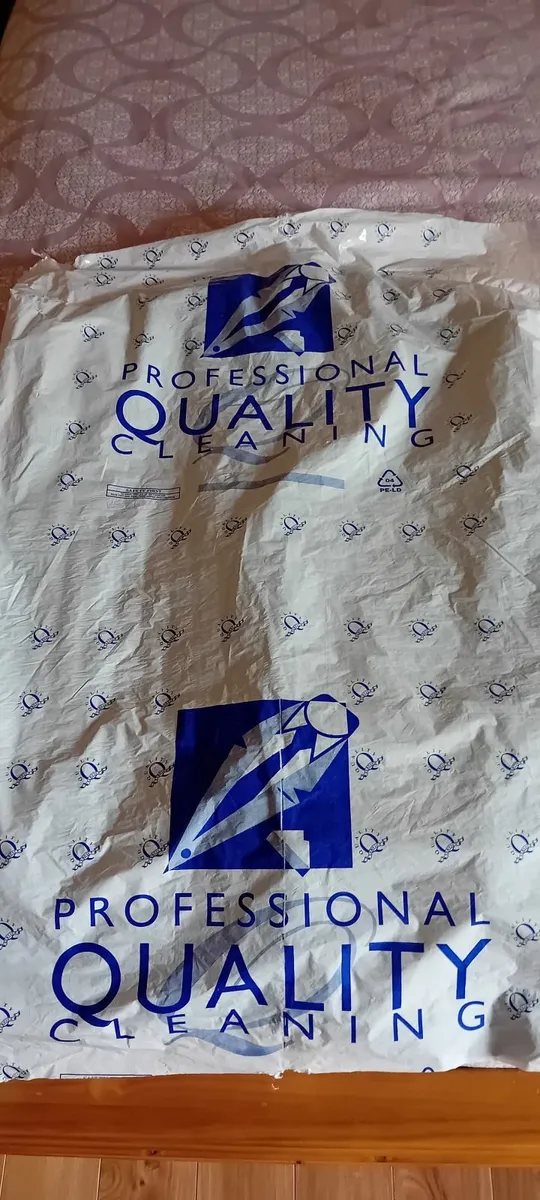 PROFESSIONAL
QUALITY
CLEANING
04
PE-LD
PROFESSIONAL
QUALITY
CLEANING